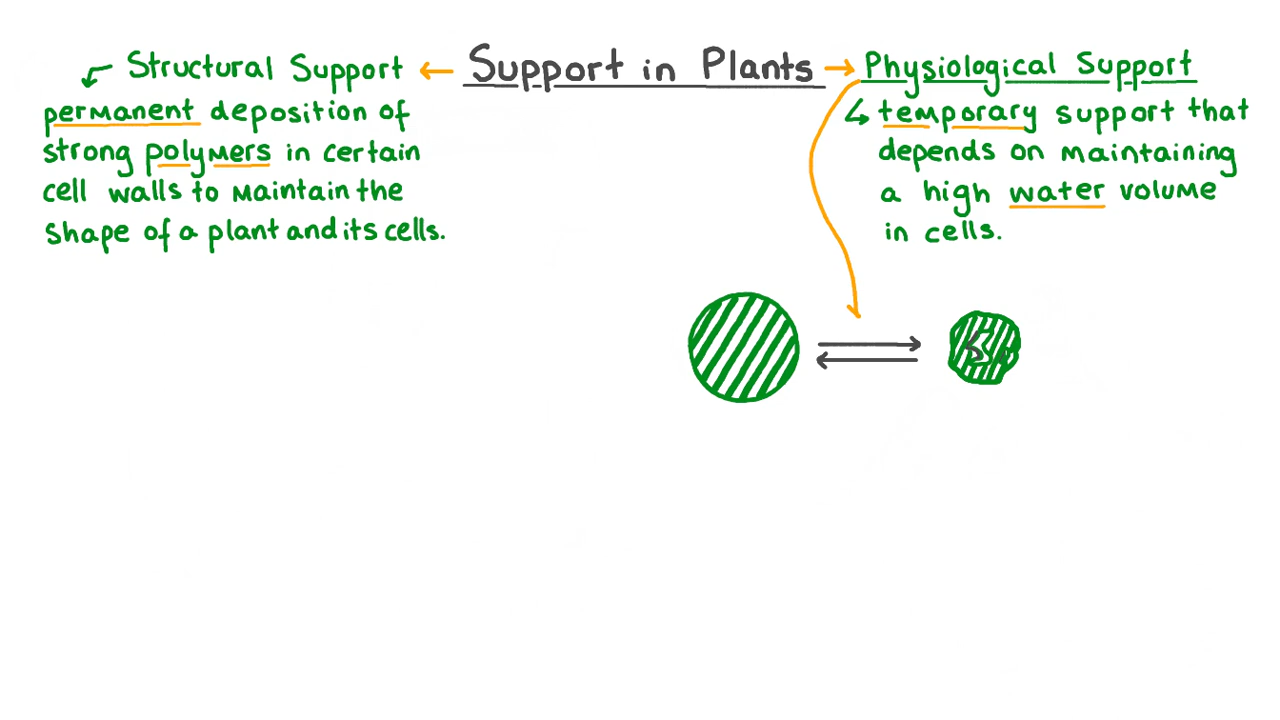 Support in Plants
Structural Support
permanent deposition of
strong polymers in certain
cell walls to maintain the
shape of a plant and its cells.
Physiological Support
temporary support that
depends on maintaining
a high water volume
in cells.